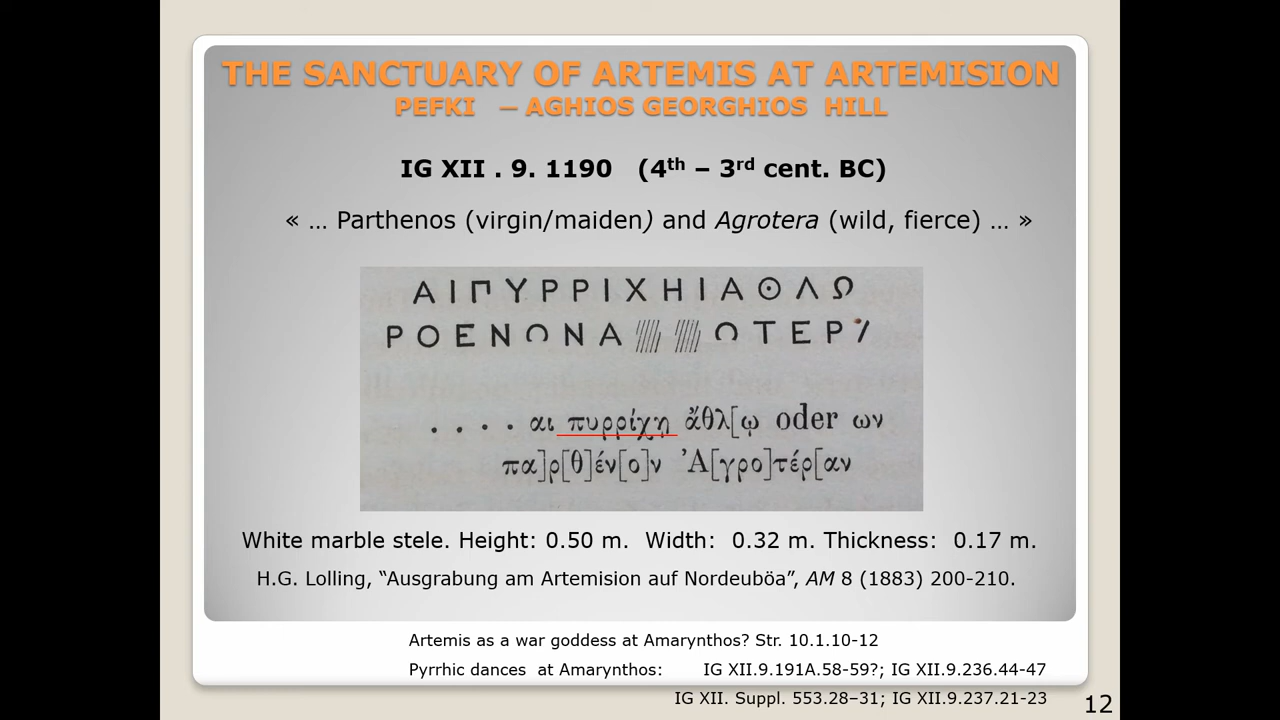 THE SANCTUARY OF ARTEMIS AT ARTEMISION
PEFKI – AGHIOS GEORGHIOS HILL
IG XII . 9. 1190 (4th – 3rd cent. BC)
« … Parthenos (virgin/maiden) and Agrotera (wild, fierce) … »
ΑΙΠΥΡΡΙΧΗΙΑΘΛΩ
ΡΟΕΝΟΝΑ ΟΤΕΡ
. . . . αι πυρρίχη ἄθλ[ῳ oder ων
πα]ρ[θ]έν[ο]ν Ἀ[γρο]τέρ[αν
White marble stele. Height: 0.50 m. Width: 0.32 m. Thickness: 0.17 m.
H.G. Lolling, “Ausgrabung am Artemision auf Nordeuböa”, AM 8 (1883) 200-210.
Artemis as a war goddess at Amarynthos? Str. 10.1.10-12
Pyrrhic dances at Amarynthos: IG XII.9.191A.58-59?; IG XII.9.236.44-47
IG XII. Suppl. 553.28–31; IG XII.9.237.21-23
12